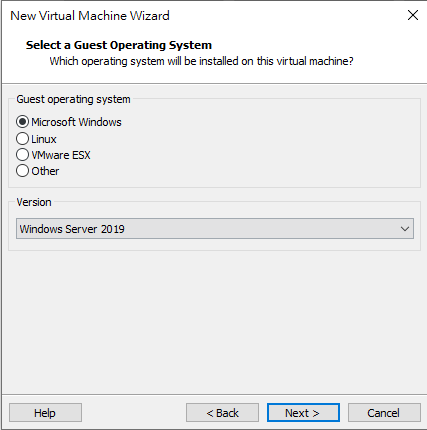 New Virtual Machine Wizard
Select a Guest Operating System
Which operating system will be installed on this virtual machine?
Guest operating system
Microsoft Windows
Linux
VMware ESX
Other
Version
Windows Server 2019
Help
< Back
Next >
Cancel